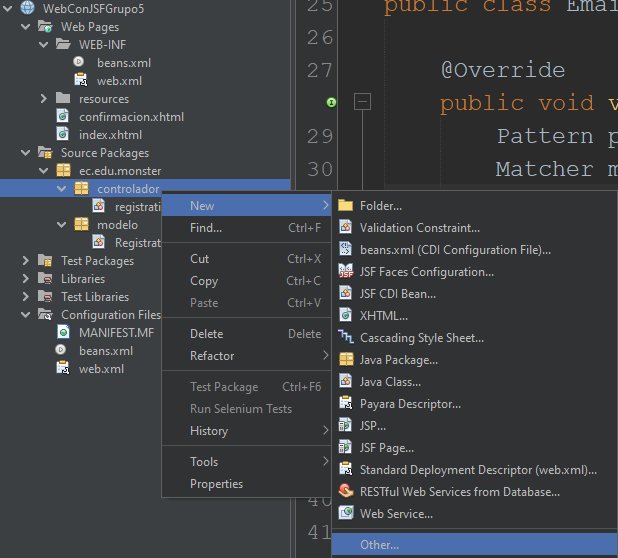 WebConJSFGrupo5
Web Pages
WEB-INF
beans.xml
web.xml
resources
confirmacion.xhtml
index.xhtml
Source Packages
ec.edu.monster
controlador
registrati
modelo
Registrat
Test Packages
Libraries
Test Libraries
Configuration Files
MANIFEST.MF
beans.xml
web.xml
25 public class Emai
26
27 @Override
public void v
29 Pattern p
30 Matcher m
40
41
New
Find... Ctrl+F
Cut Ctrl+X
Copy Ctrl+C
Paste Ctrl+V
Delete Delete
Refactor
Test Package Ctrl+F6
Run Selenium Tests
History
Tools
Properties
Folder...
Validation Constraint...
beans.xml (CDI Configuration File)...
JSF Faces Configuration...
JSF CDI Bean...
XHTML...
Cascading Style Sheet...
Java Package...
Java Class...
Payara Descriptor...
JSP...
JSF Page...
Standard Deployment Descriptor (web.xml)...
RESTful Web Services from Database...
Web Service...
Other...